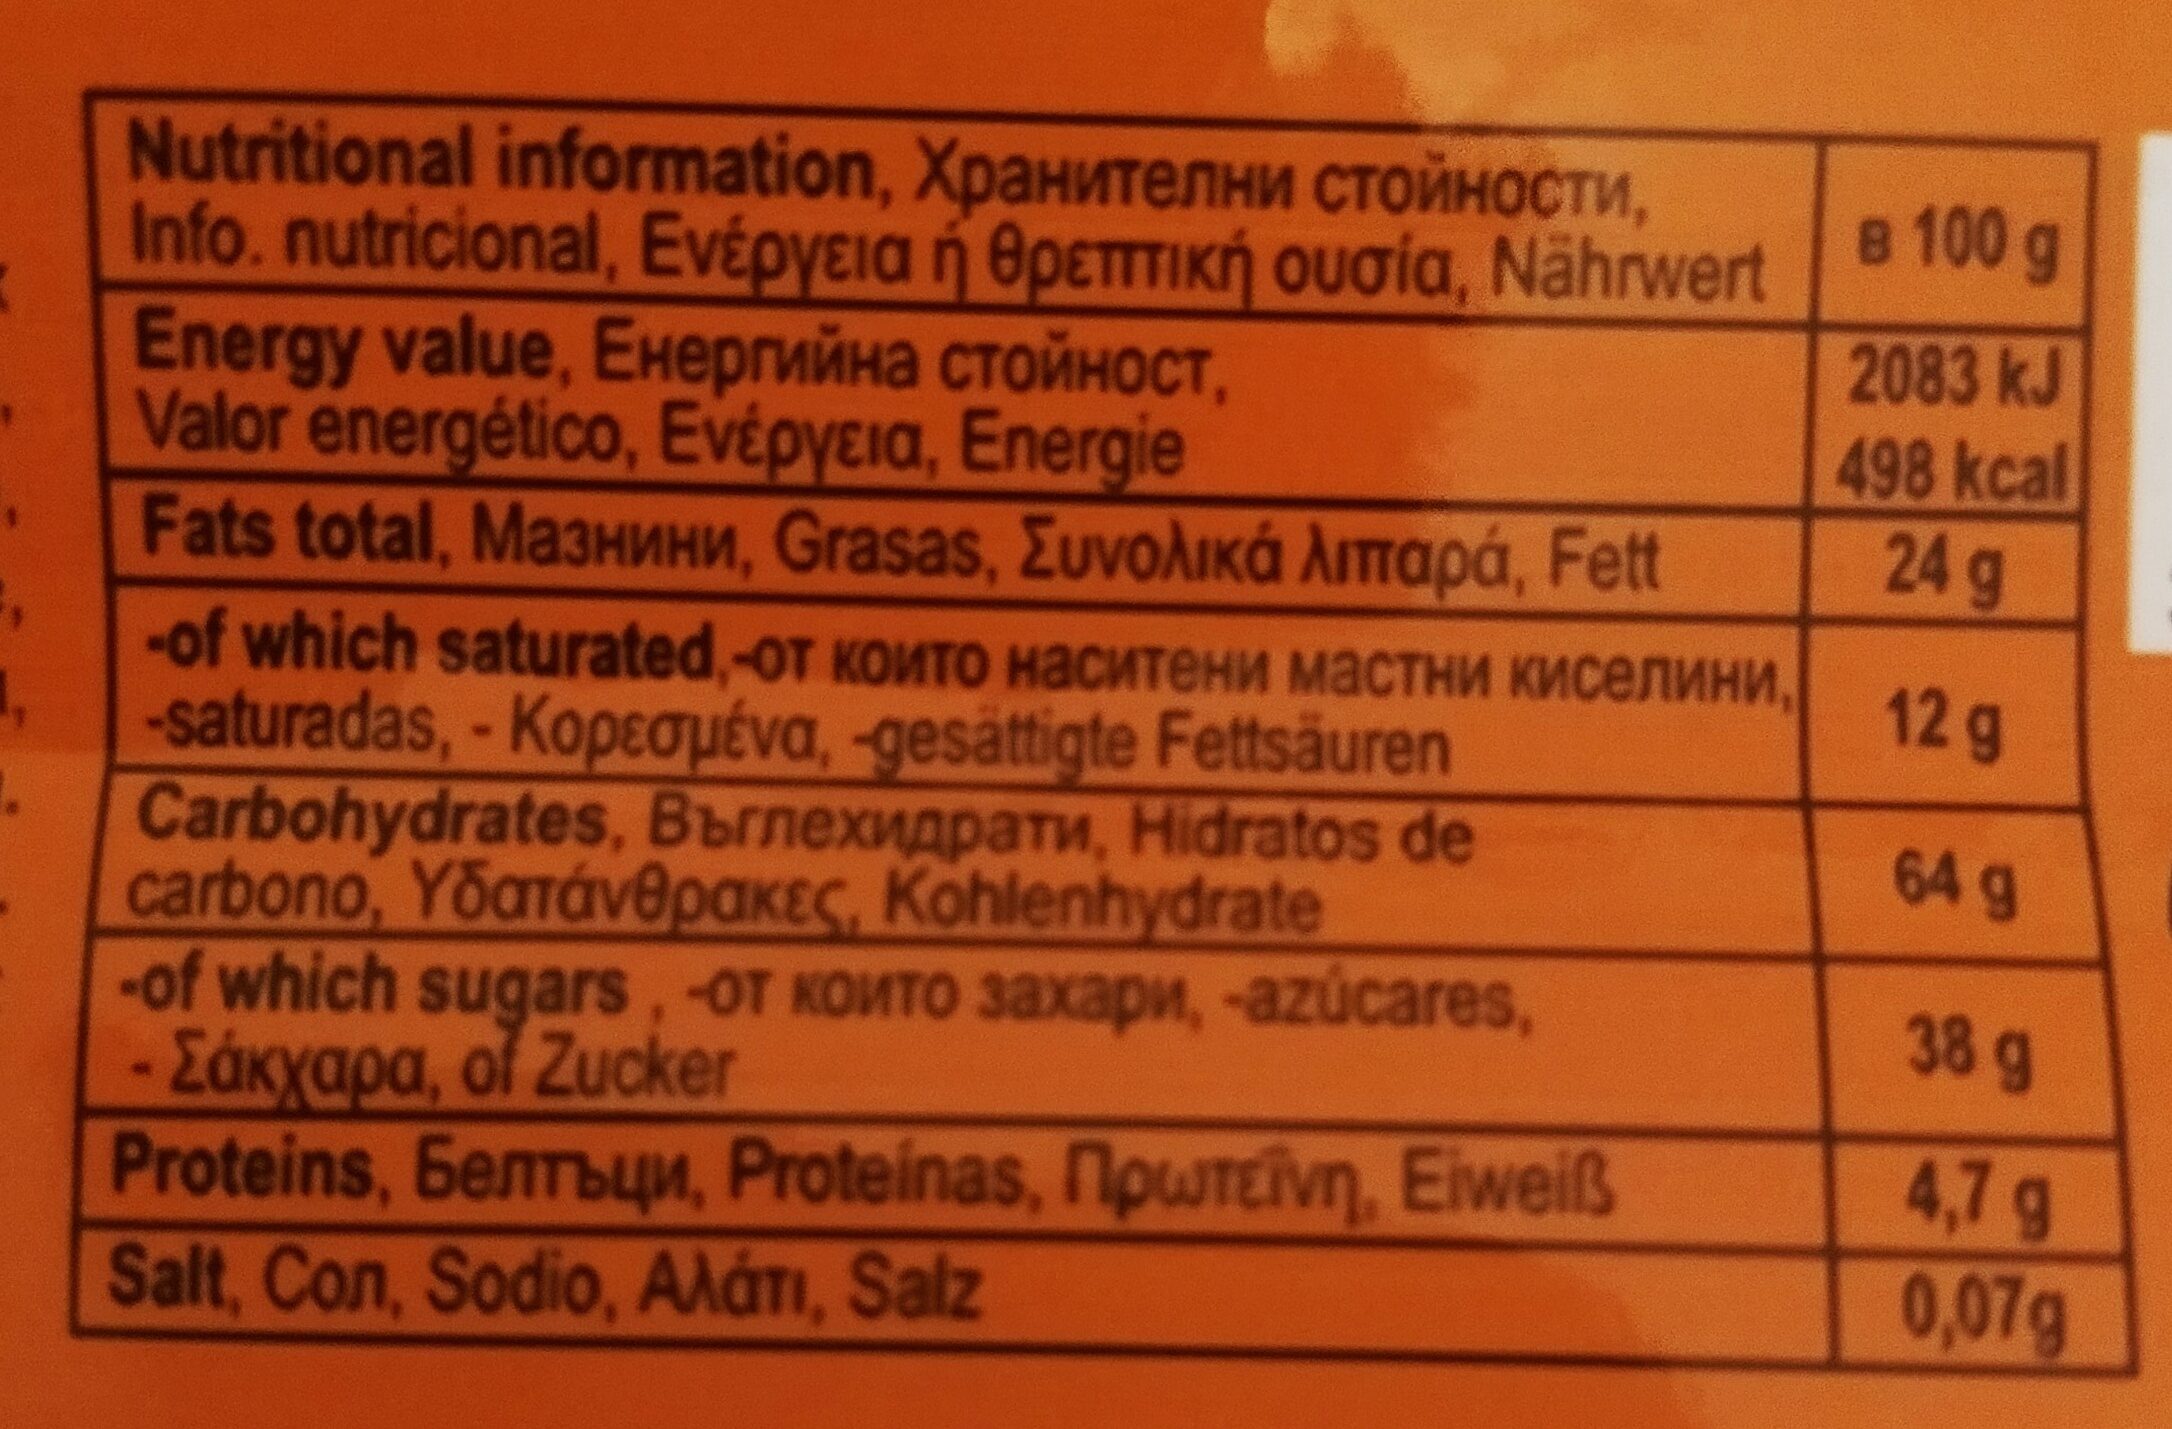 Nutritional information, Хранителни стойности,
Info. nutricional, Ενέργεια ή θρεπτική ουσία, Nährwert
в 100 g
Energy value, Енергийна стойност,
Valor energético, Ενέργεια, Energie
2083 kJ
498 kcal
Fats total, Мазнини, Grasas, Συνολικά λιπαρά, Fett
24 g
-of which saturated,-от които наситени мастни киселини,
-saturadas, - Κορεσμένα, -gesättigte Fettsäuren
12 g
Carbohydrates, Въглехидрати, Hidratos de
carbono, Υδατάνθρακες, Kohlenhydrate
64 g
-of which sugars , -от които захари, -azúcares,
- Σάκχαρα, of Zucker
38 g
Proteins, Белтъци, Proteínas, Πρωτεΐνη, Eiweiß
4,7 g
Salt, Сол, Sodio, Αλάτι, Salz
0,07g